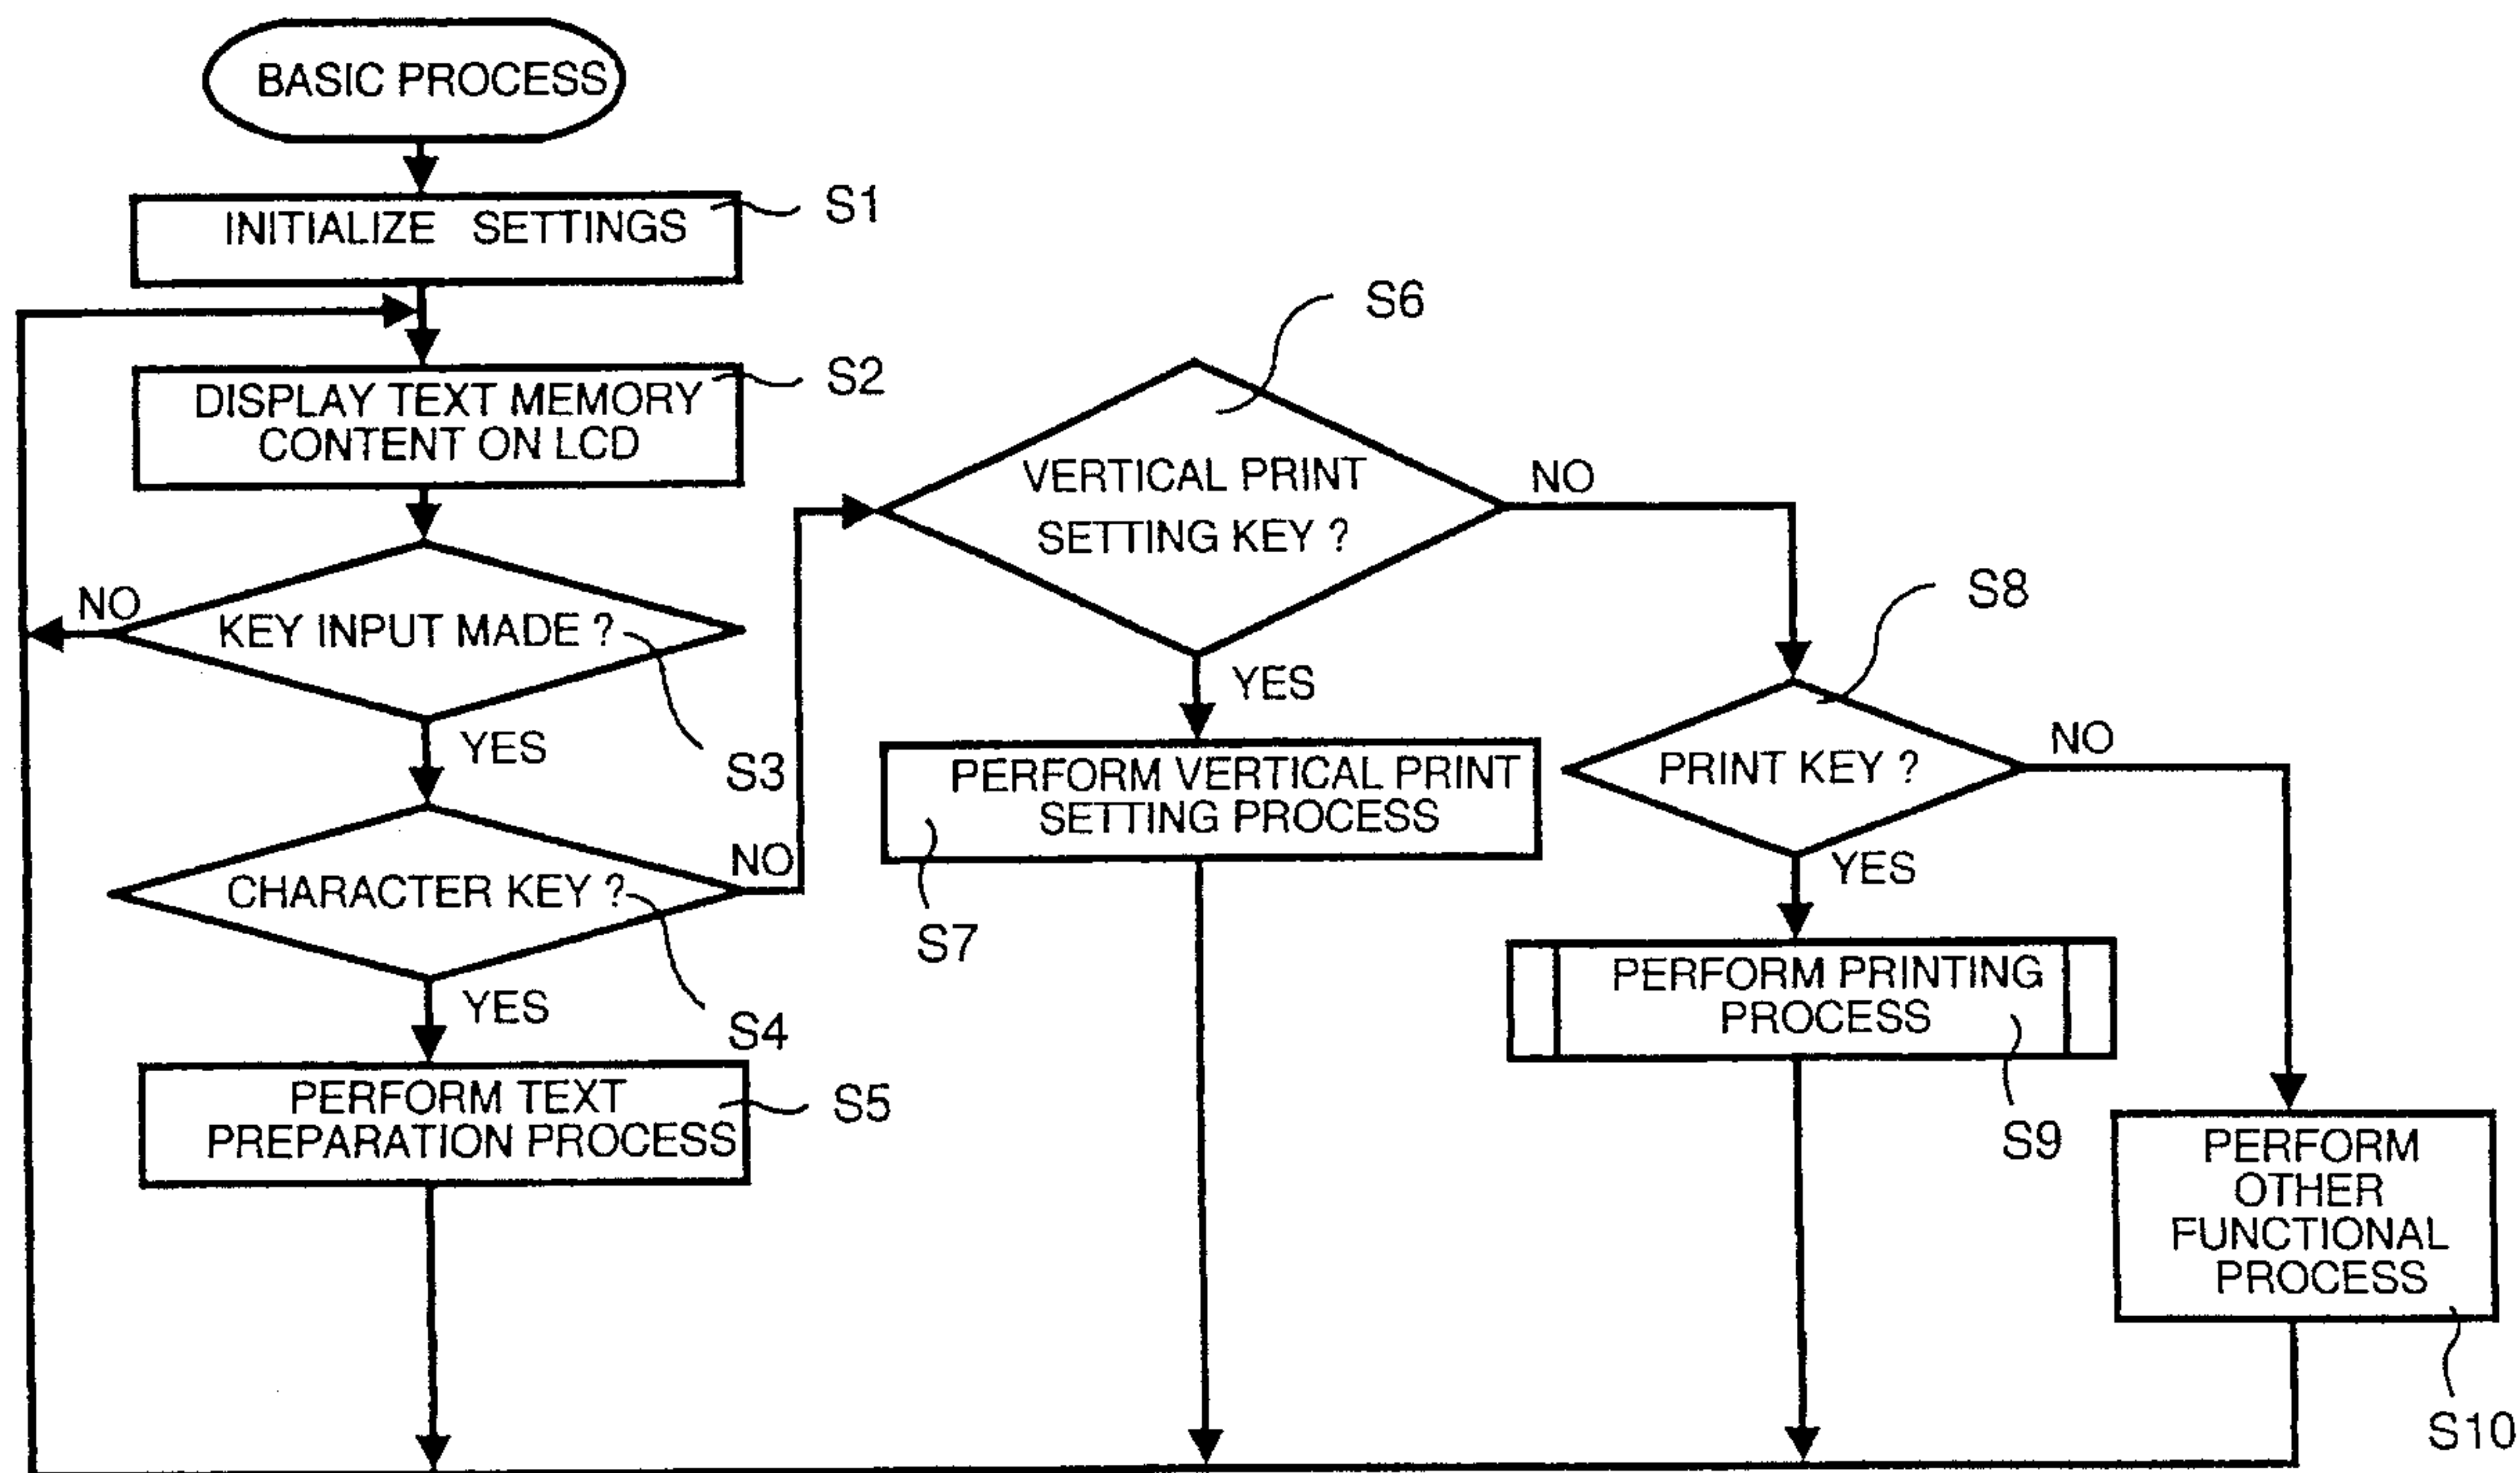 BASIC PROCESS
INITIALIZE SETTINGS
S1
DISPLAY TEXT MEMORY
CONTENT ON LCD
S2
NO
KEY INPUT MADE ?
S3
YES
CHARACTER KEY ?
NO
S4
YES
PERFORM TEXT
PREPARATION PROCESS
S5
S6
VERTICAL PRINT
SETTING KEY ?
NO
YES
PERFORM VERTICAL PRINT
SETTING PROCESS
S7
S8
PRINT KEY ?
NO
YES
PERFORM PRINTING
PROCESS
S9
PERFORM
OTHER
FUNCTIONAL
PROCESS
S10